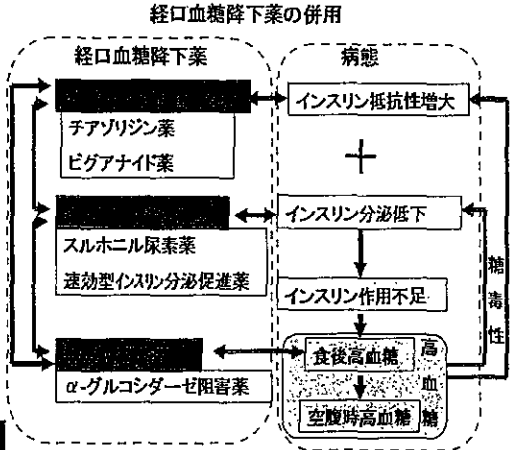 経口血糖降下薬の併用
経口血糖降下薬
チアゾリジン薬
ビグアナイド薬
スルホニル尿素薬
速効型インスリン分泌促進薬
α-グルコシダーゼ阻害薬
病態
インスリン抵抗性増大
+
インスリン分泌低下
インスリン作用不足
食後高血糖
空腹時高血糖
高血糖
糖毒性